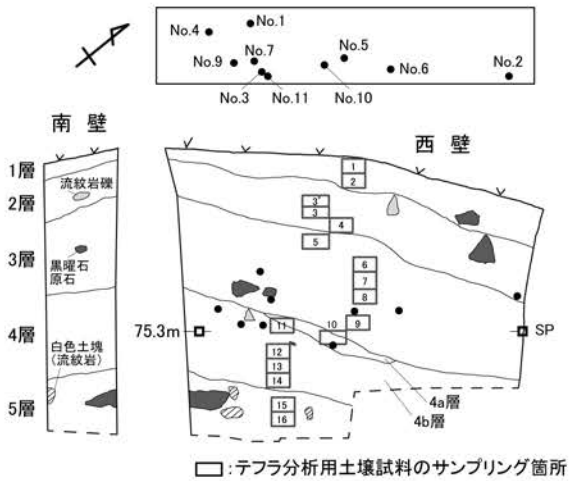 No.1
No.4
No.7
No.5
No.9
No.6
No.2
No.3
No.10
No.11
南壁
西壁
1層
流紋岩礫
2層
3層
黒曜石
原石
4層
白色土塊
(流紋岩)
5層
1
2
3'
3
4
5
6
7
8
9
10
11
12
13
14
15
16
75.3m
SP
4a層
4b層
:テフラ分析用土壌試料のサンプリング箇所